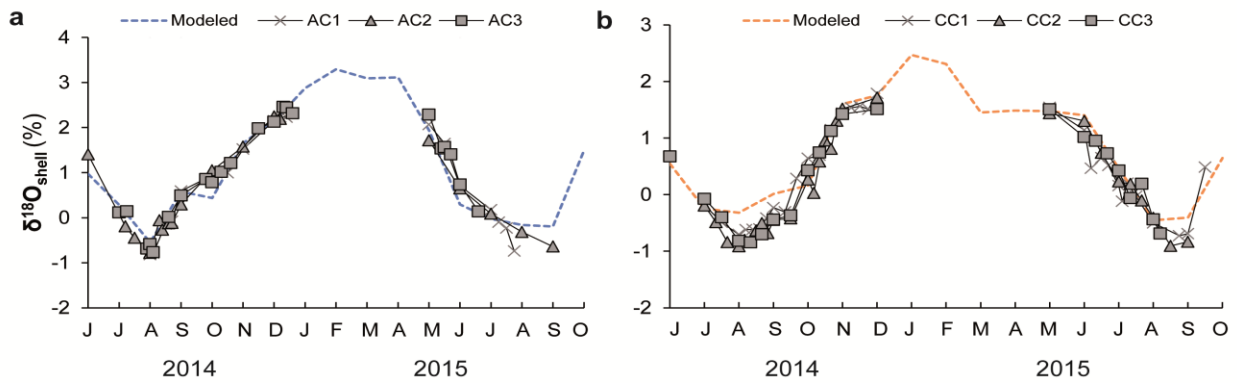 a
Modeled AC1 AC2 AC3
δ18Oshell (%)
4
3
2
1
0
-1
-2
J J A S O N D J F M A M J J A S O
2014 2015
b
Modeled CC1 CC2 CC3
3
2
1
0
-1
-2
J J A S O N D J F M A M J J A S O
2014 2015